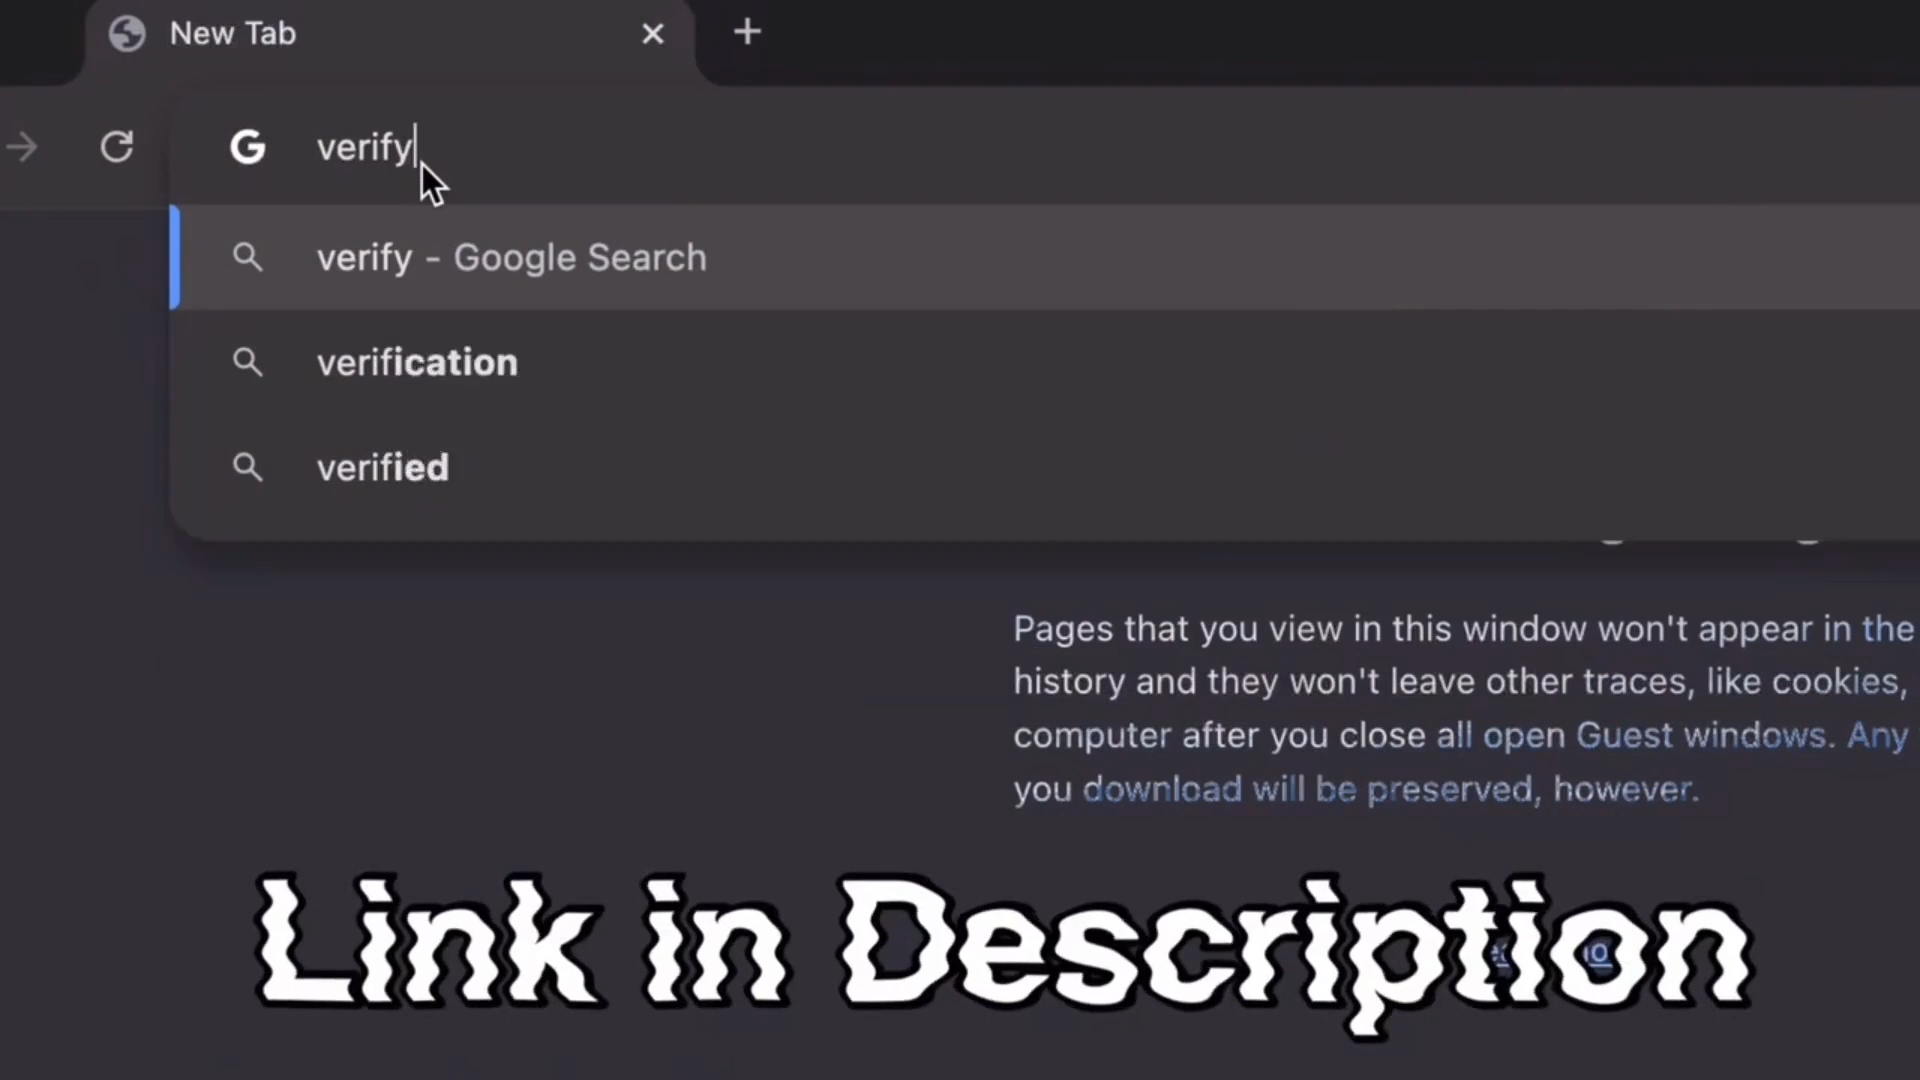 New Tab
verify
verify - Google Search
verification
verified
Pages that you view in this window won't appear in the
history and they won't leave other traces, like cookies,
computer after you close all open Guest windows. Any
you download will be preserved, however.
Link in Description